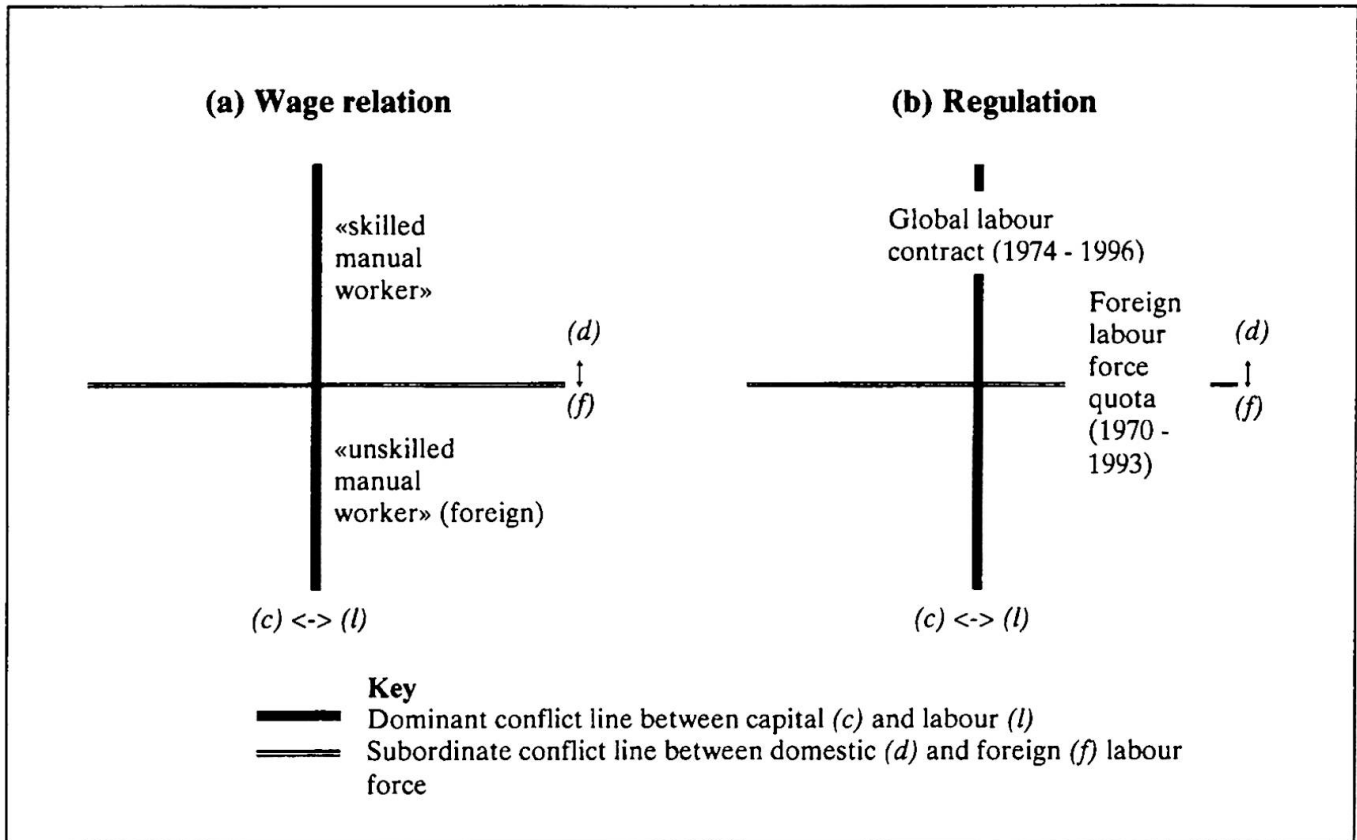 (a) Wage relation
«skilled
manual
worker»
(d)
↕
(f)
«unskilled
manual
worker» (foreign)
(c) <-> (l)
(b) Regulation
Global labour
contract (1974 - 1996)
Foreign
labour
force
quota
(1970 -
1993)
(d)
↕
(f)
(c) <-> (l)
Key
Dominant conflict line between capital (c) and labour (l)
Subordinate conflict line between domestic (d) and foreign (f) labour
force